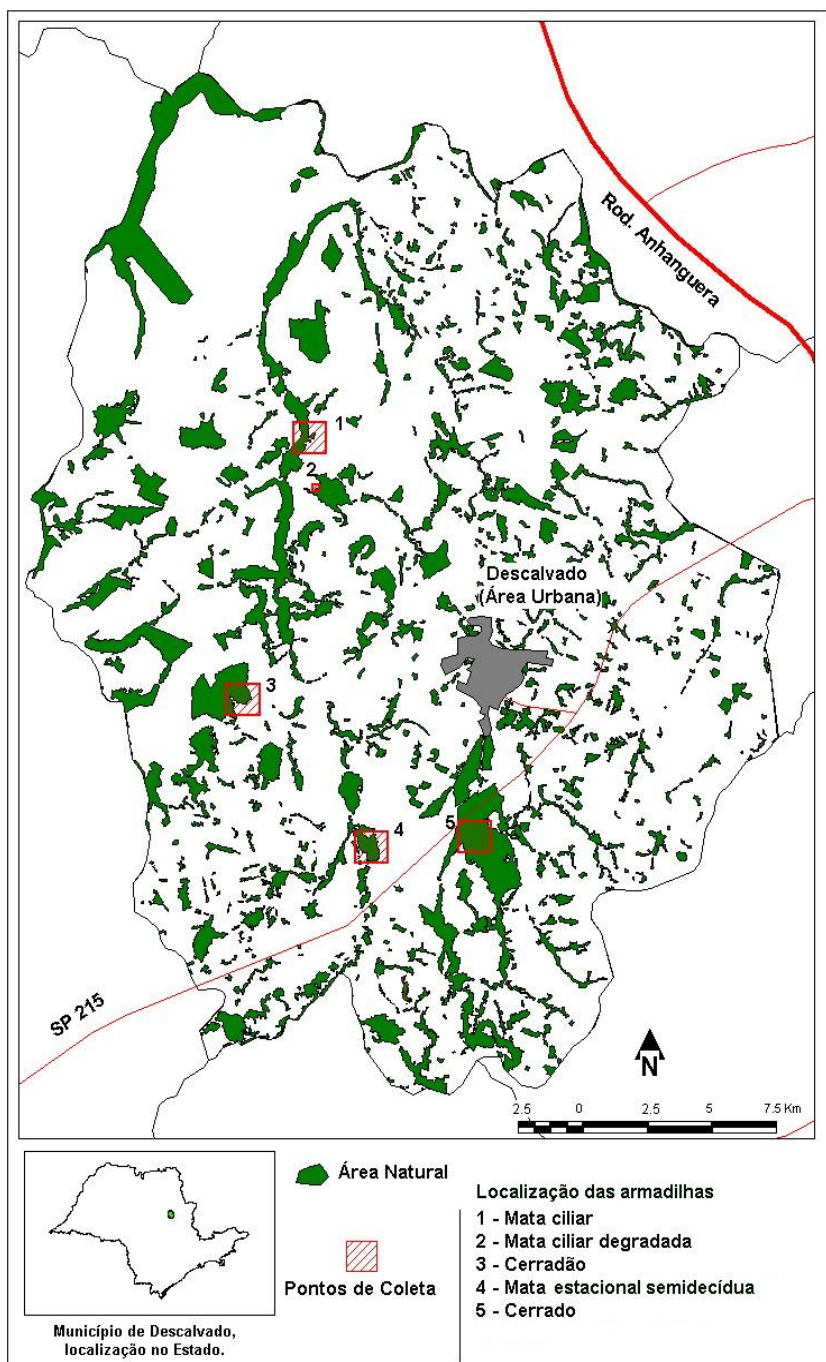 Rod. Anhanguera
1
2
Descalvado
(Área Urbana)
3
4
5
SP 215
N
2.5 0 2.5 5 7.5 Km
Área Natural
Pontos de Coleta
Município de Descalvado,
localização no Estado.
Localização das armadilhas
1 - Mata ciliar
2 - Mata ciliar degradada
3 - Cerradão
4 - Mata estacional semidecídua
5 - Cerrado